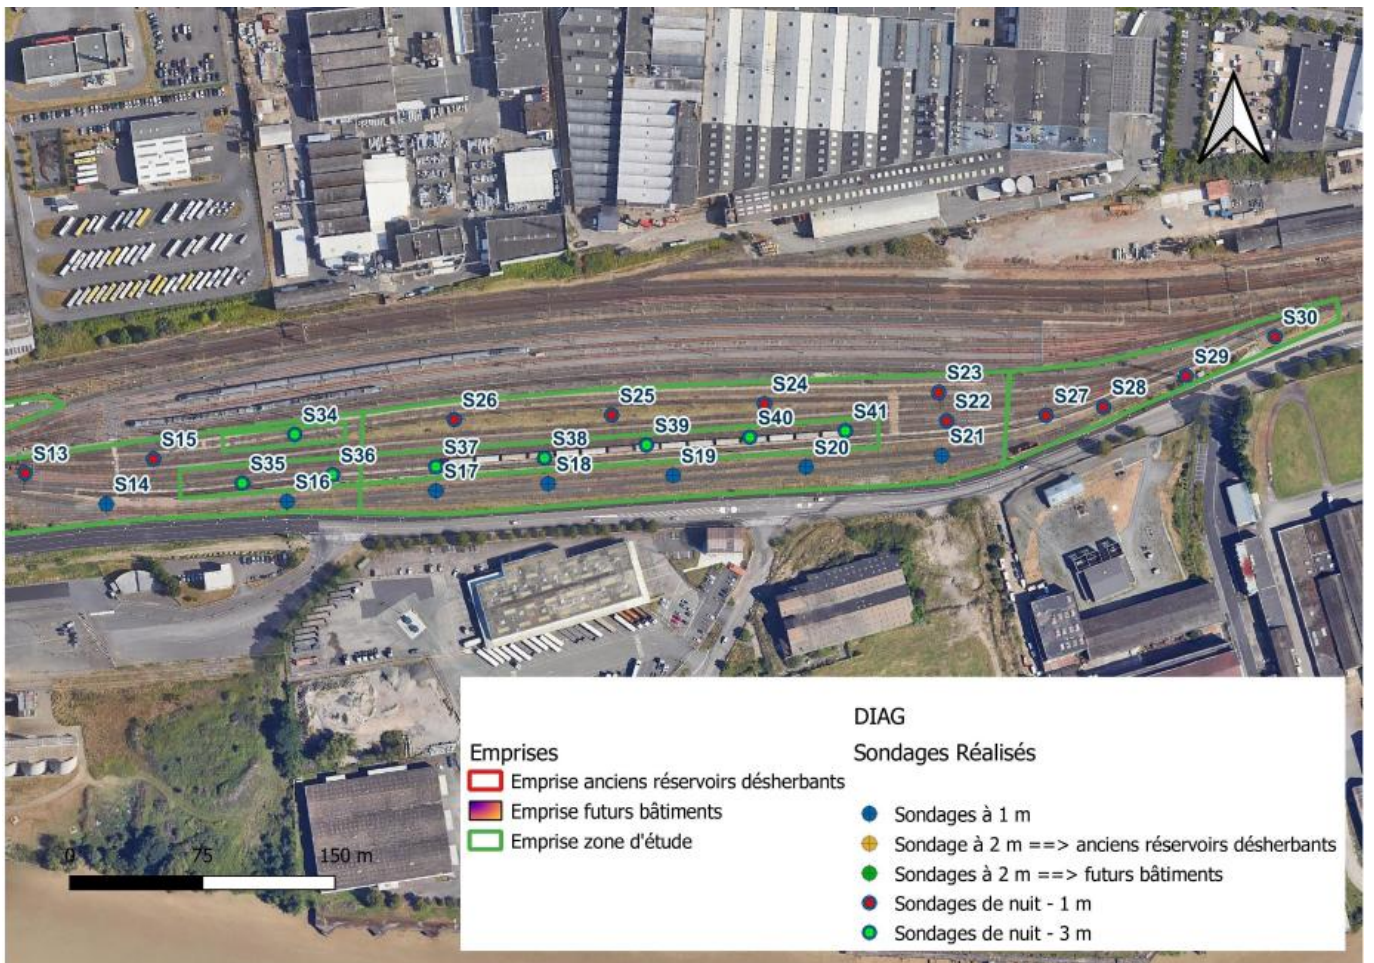 S30
S29
S23
S24
S28
S25
S27
S34
S26
S22
S40
S41
S39
S15
S38
S21
S13
S37
S20
S36
S35
S19
S18
S17
S16
S14
DIAG
Emprises
Sondages Réalisés
Emprise anciens réservoirs désherbants
Emprise futurs bâtiments
Sondages à 1 m
Emprise zone d'étude
Sondage à 2 m ==> anciens réservoirs désherbants
0 75 150 m
Sondages à 2 m ==> futurs bâtiments
Sondages de nuit - 1 m
Sondages de nuit - 3 m